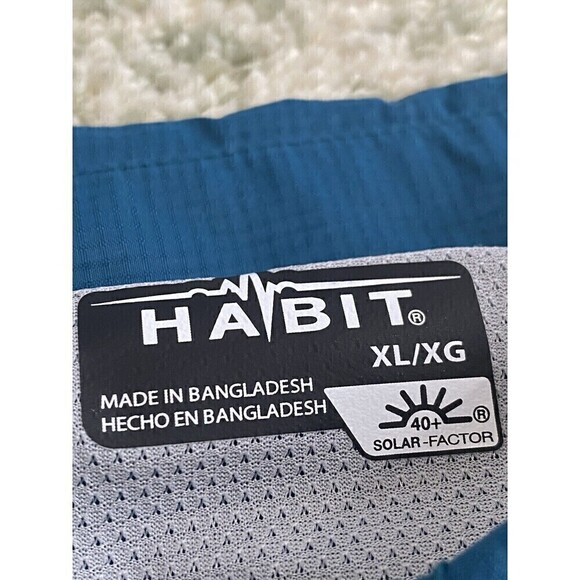 HABIT®
XL/XG
MADE IN BANGLADESH
HECHO EN BANGLADESH
40+ ®
SOLAR-FACTOR